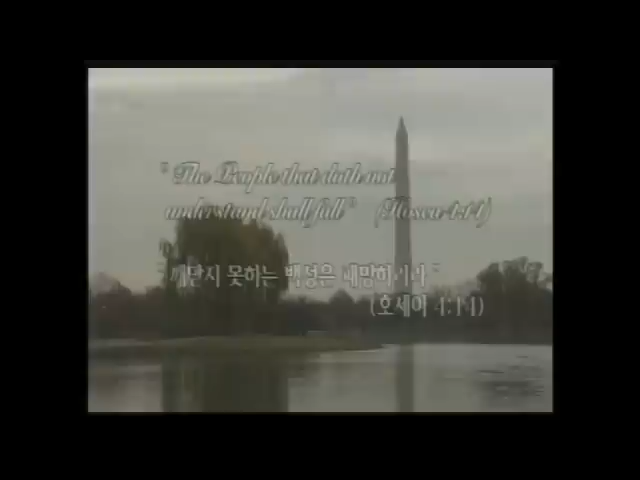 "The People that doth not
understand shall fall" (Hosea 4:14)
"깨닫지 못하는 백성은 패망하리라"
(호세아 4:14)